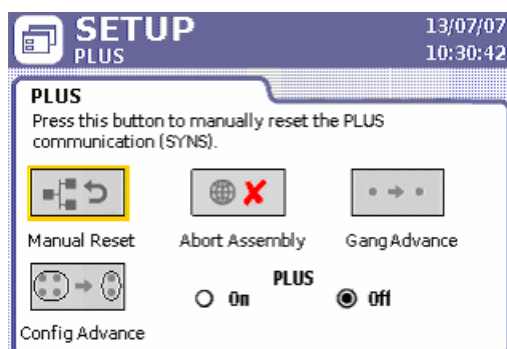 SETUP
PLUS
13/07/07
10:30:42
PLUS
Press this button to manually reset the PLUS
communication (SYNS).
Manual Reset
Abort Assembly
Gang Advance
PLUS
On
Off
Config Advance